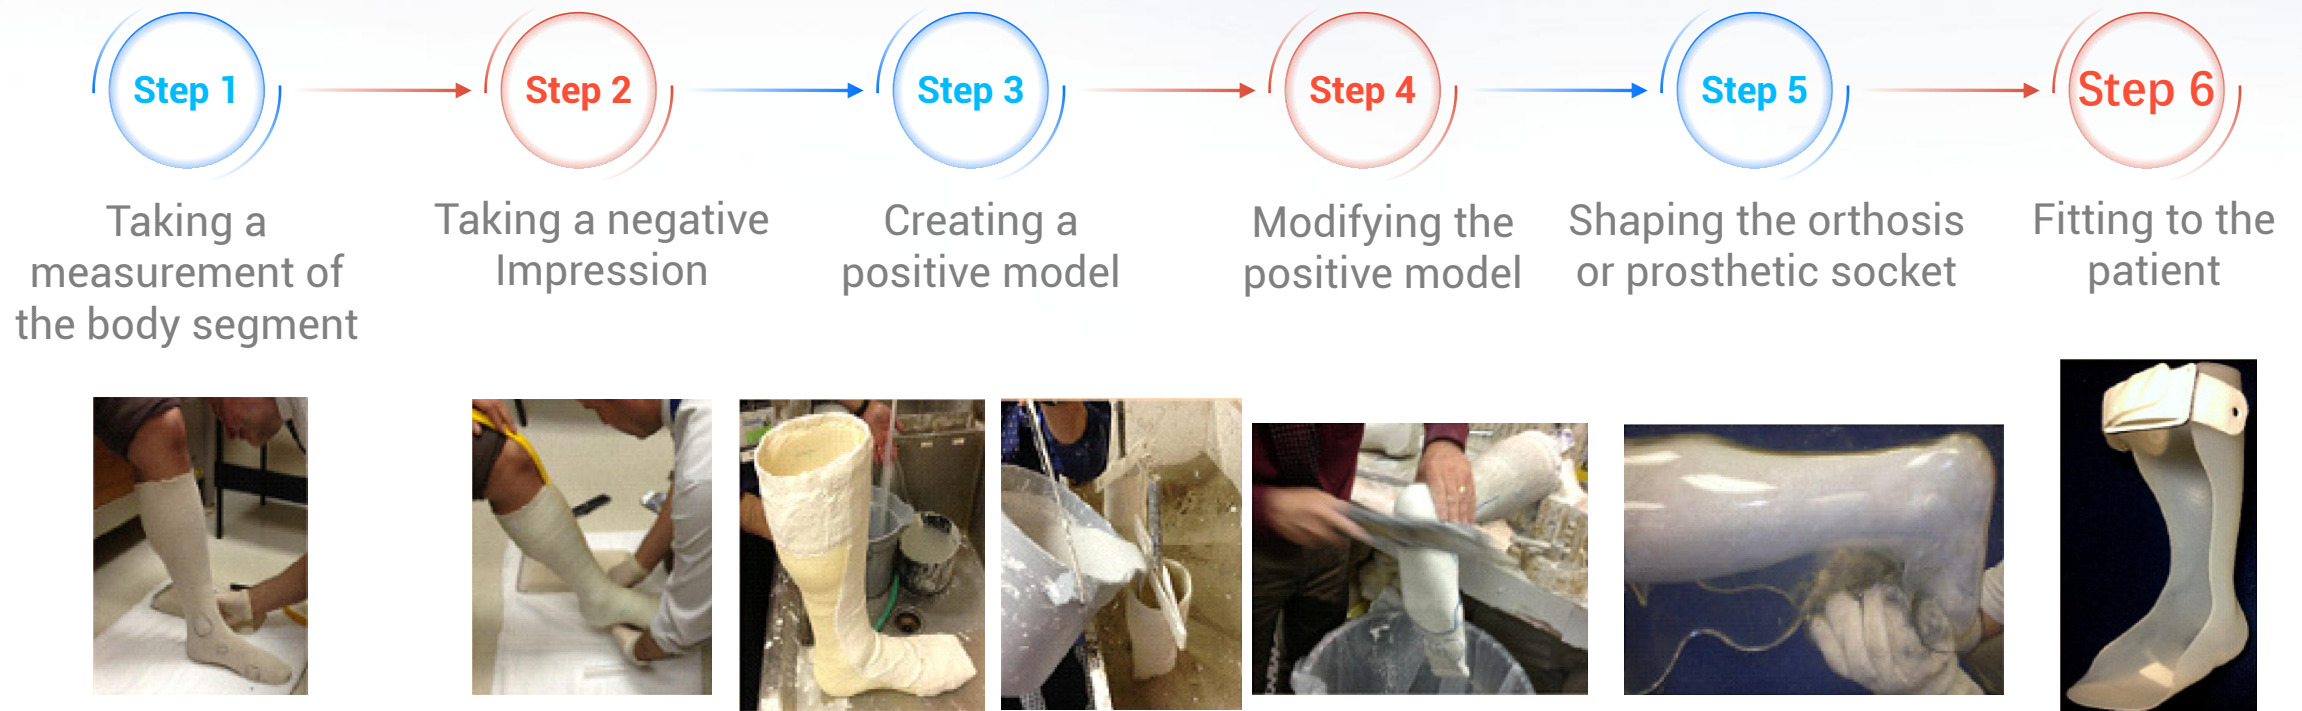 Step 1
Step 2
Step 3
Step 4
Step 5
Step 6
Taking a
measurement of
the body segment
Taking a negative
Impression
Creating a
positive model
Modifying the
positive model
Shaping the orthosis
or prosthetic socket
Fitting to the
patient